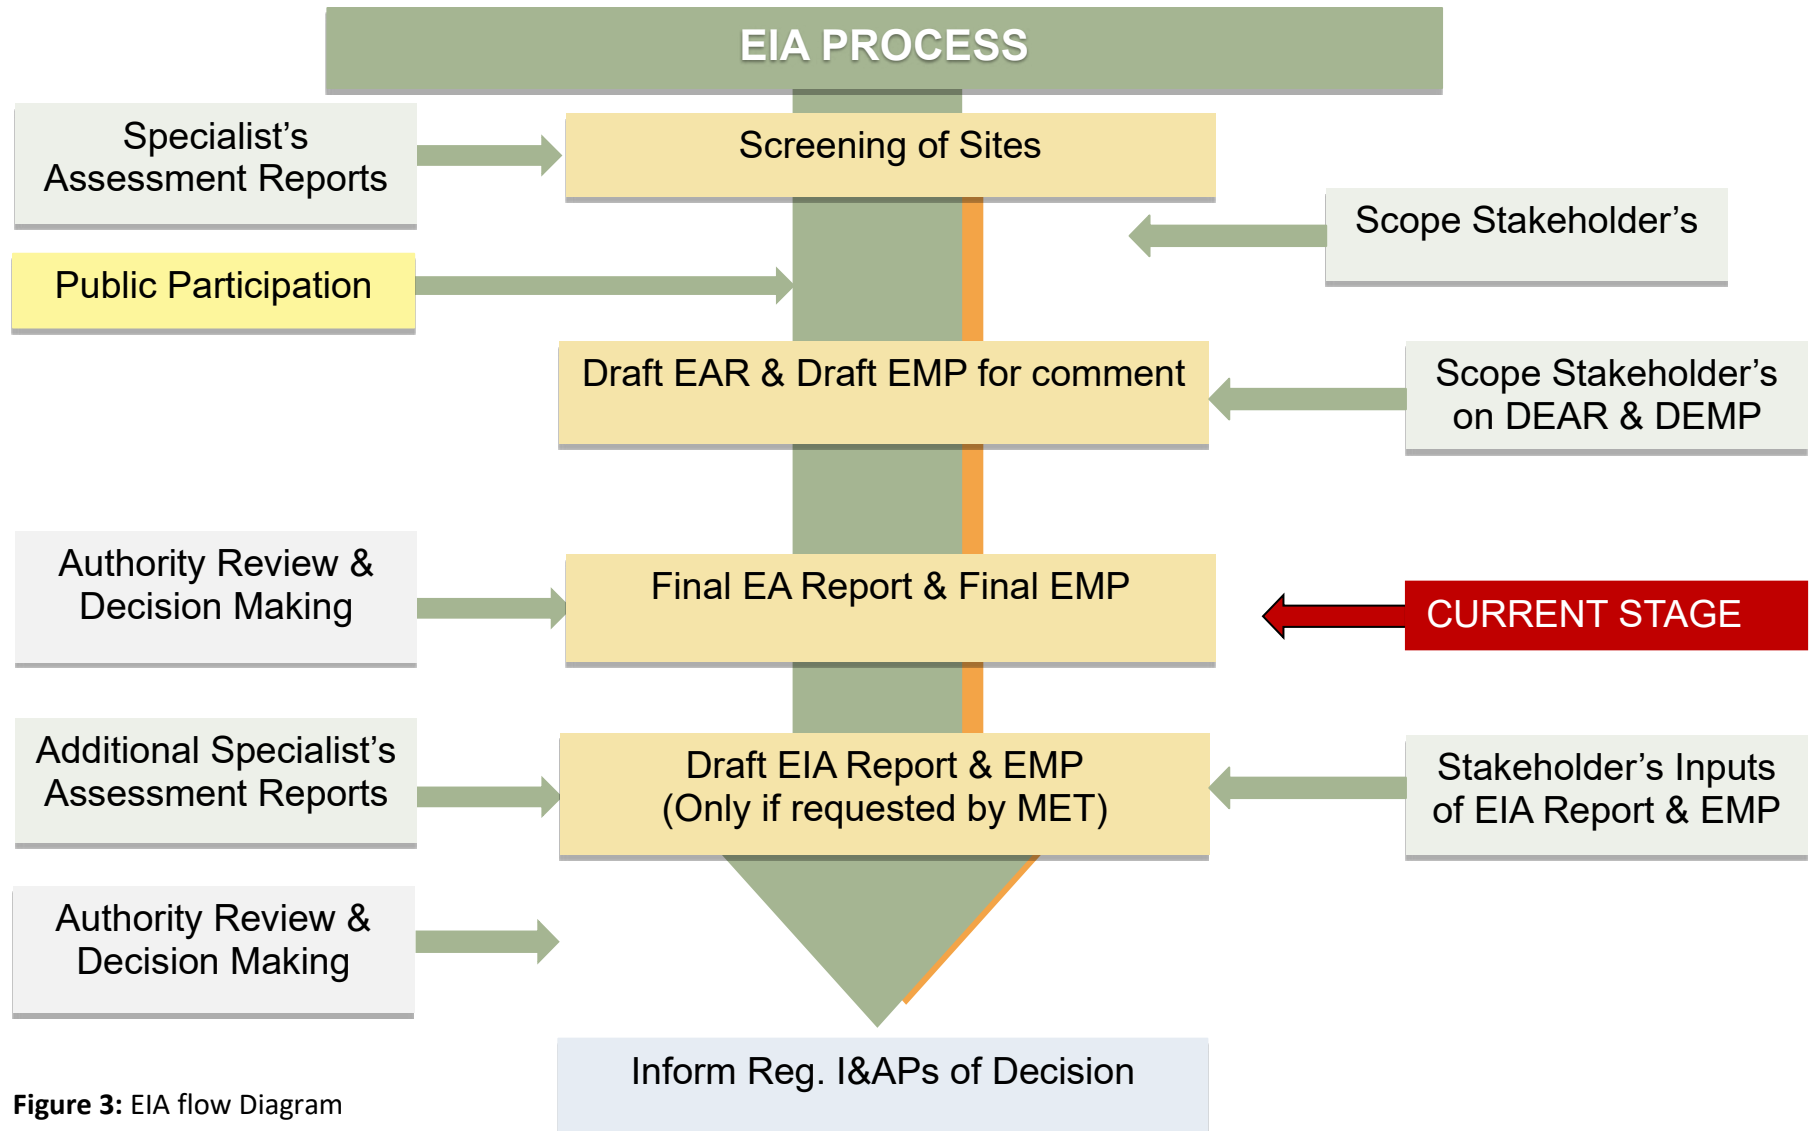 EIA PROCESS
Specialist's
Assessment Reports
Screening of Sites
Scope Stakeholder's
Public Participation
Draft EAR & Draft EMP for comment
Scope Stakeholder's
on DEAR & DEMP
Authority Review &
Decision Making
Final EA Report & Final EMP
CURRENT STAGE
Additional Specialist's
Assessment Reports
Draft EIA Report & EMP
(Only if requested by MET)
Stakeholder's Inputs
of EIA Report & EMP
Authority Review &
Decision Making
Inform Reg. I&APs of Decision
Figure 3: EIA flow Diagram